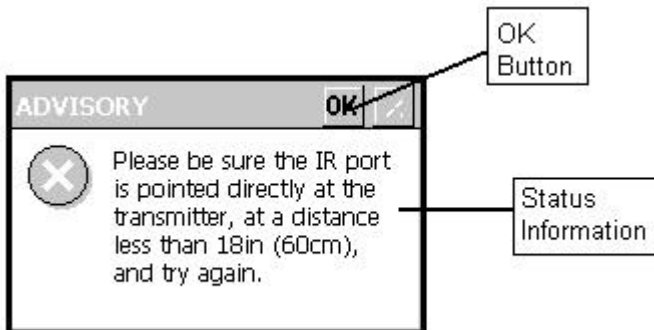 OK
Button
ADVISORY OK
Please be sure the IR port
is pointed directly at the
transmitter, at a distance
less than 18in (60cm),
and try again.
Status
Information